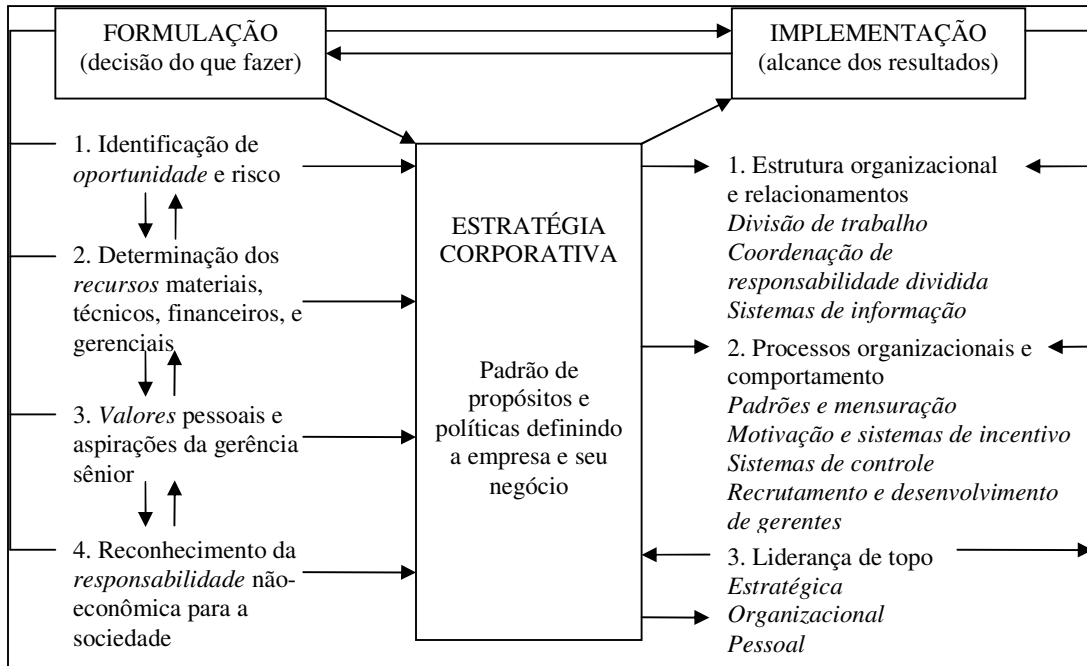 FORMULAÇÃO
(decisão do que fazer)
IMPLEMENTAÇÃO
(alcance dos resultados)
1. Identificação de
oportunidade e risco
2. Determinação dos
recursos materiais,
técnicos, financeiros, e
gerenciais
3. Valores pessoais e
aspirações da gerência
sênior
4. Reconhecimento da
responsabilidade não-
econômica para a
sociedade
ESTRATÉGIA
CORPORATIVA
Padrão de
propósitos e
políticas definindo
a empresa e seu
negócio
1. Estrutura organizacional
e relacionamentos
Divisão de trabalho
Coordenação de
responsabilidade dividida
Sistemas de informação
2. Processos organizacionais e
comportamento
Padrões e mensuração
Motivação e sistemas de incentivo
Sistemas de controle
Recrutamento e desenvolvimento
de gerentes
3. Liderança de topo
Estratégica
Organizacional
Pessoal